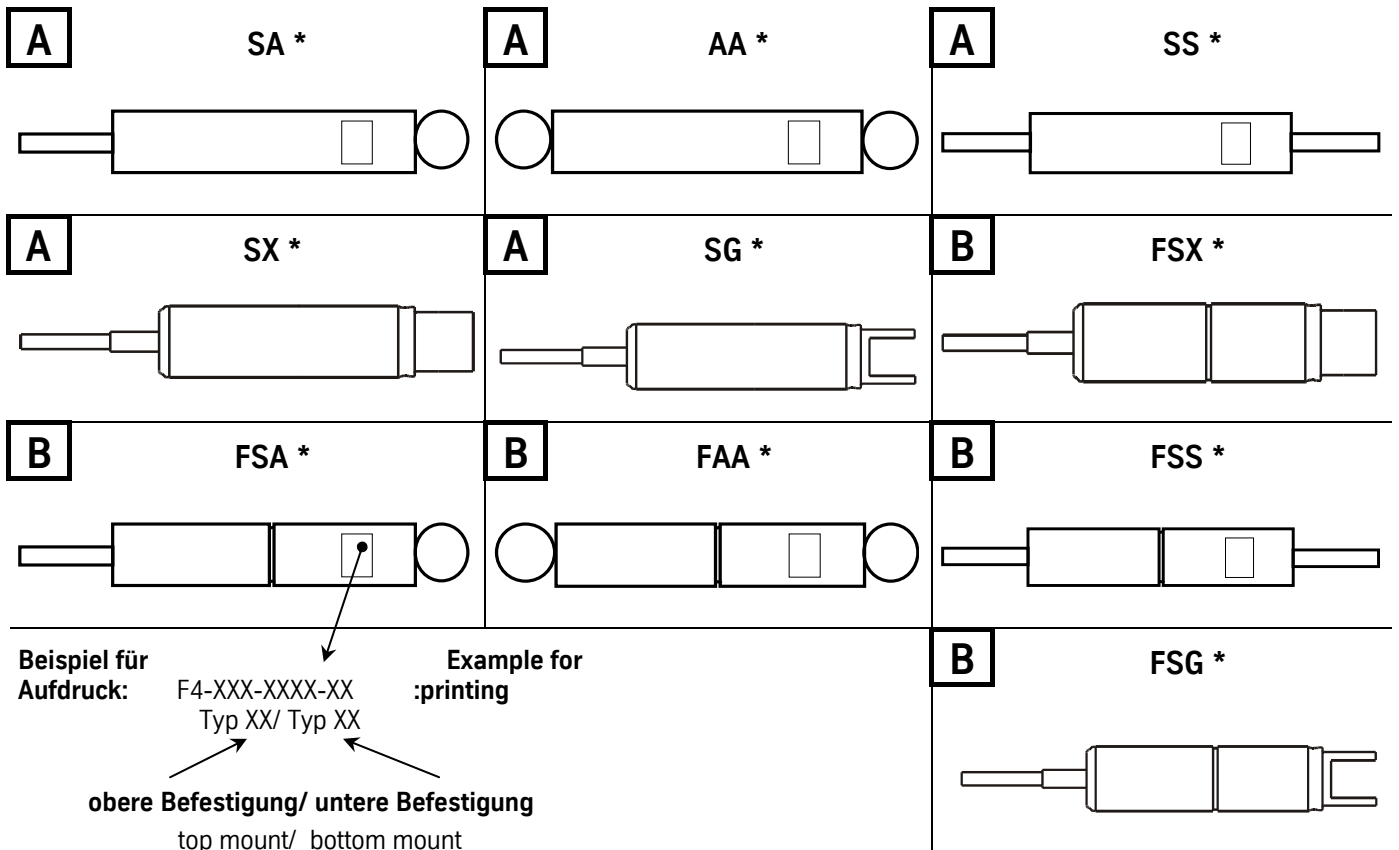 A
SA *
A
AA *
A
SS *
A
SX *
A
SG *
B
FSX *
B
FSA *
B
FAA *
B
FSS *
Beispiel für
Aufdruck:
F4-XXX-XXXX-XX
Typ XX/ Typ XX
Example for
:printing
obere Befestigung/ untere Befestigung
top mount/ bottom mount
B
FSG *